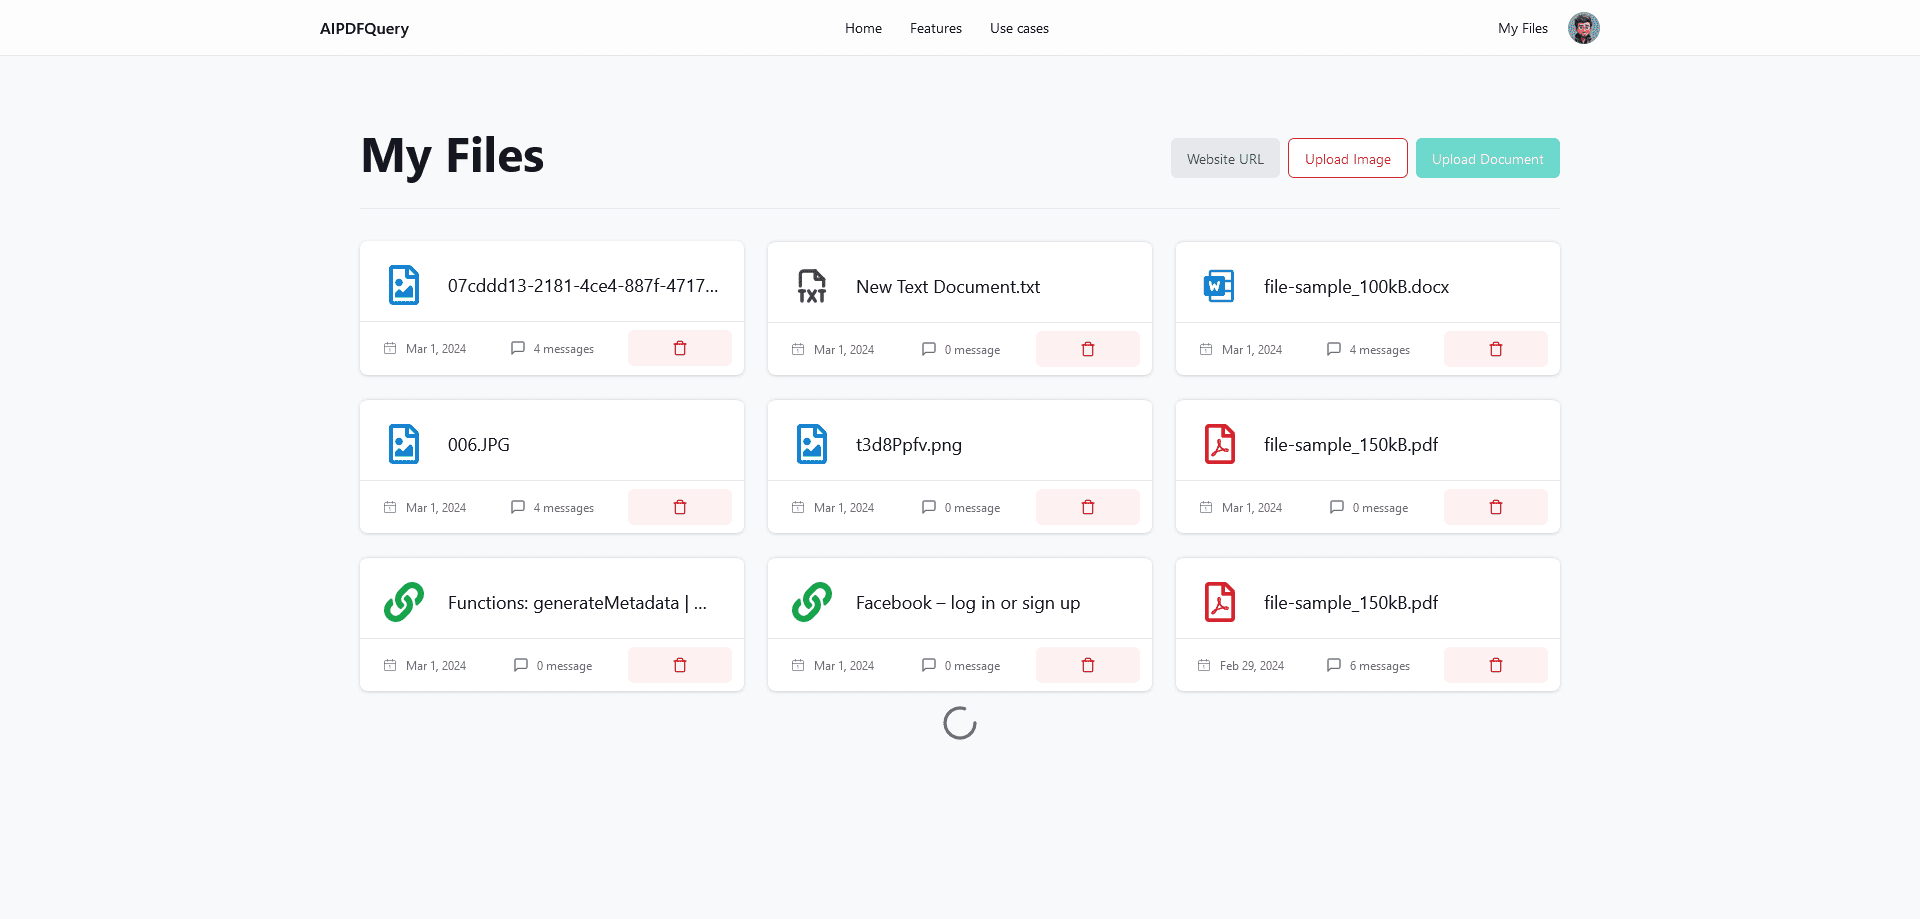 AIPDFQuery
Home Features Use cases
My Files
My Files
Website URL Upload Image Upload Document
07cddd13-2181-4ce4-887f-4717...
Mar 1, 2024 4 messages
New Text Document.txt
Mar 1, 2024 0 message
file-sample_100kB.docx
Mar 1, 2024 4 messages
006.JPG
Mar 1, 2024 4 messages
t3d8Ppfv.png
Mar 1, 2024 0 message
file-sample_150kB.pdf
Mar 1, 2024 0 message
Functions: generateMetadata | ...
Mar 1, 2024 0 message
Facebook – log in or sign up
Mar 1, 2024 0 message
file-sample_150kB.pdf
Feb 29, 2024 6 messages